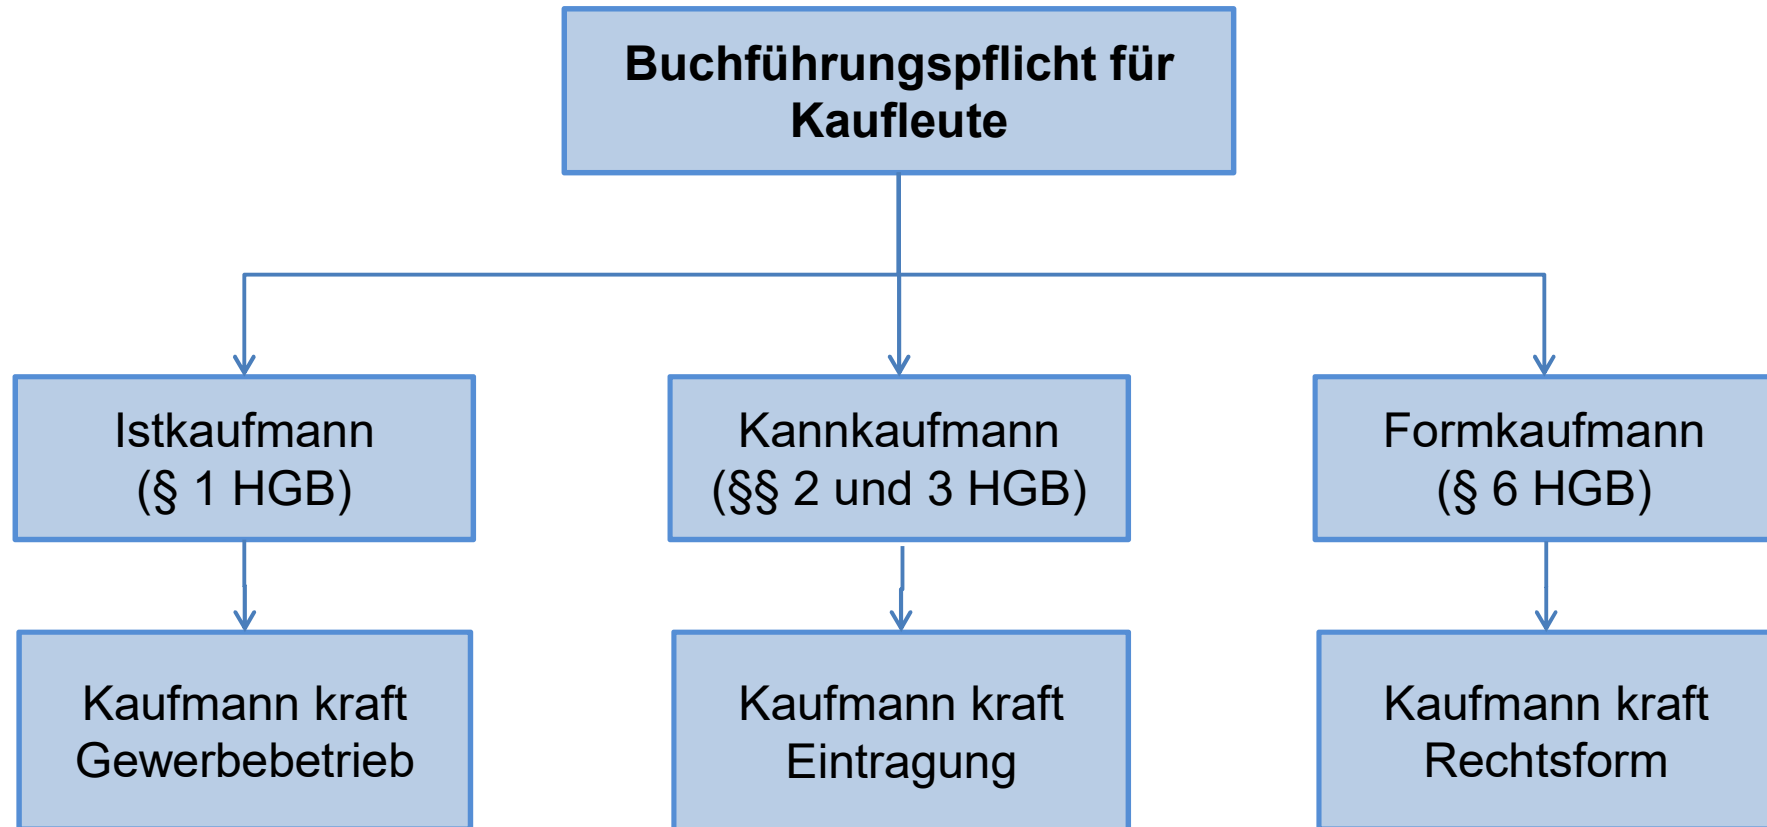 Buchführungspflicht für
Kaufleute
Istkaufmann
(§ 1 HGB)
Kannkaufmann
(§§ 2 und 3 HGB)
Formkaufmann
(§ 6 HGB)
Kaufmann kraft
Gewerbebetrieb
Kaufmann kraft
Eintragung
Kaufmann kraft
Rechtsform